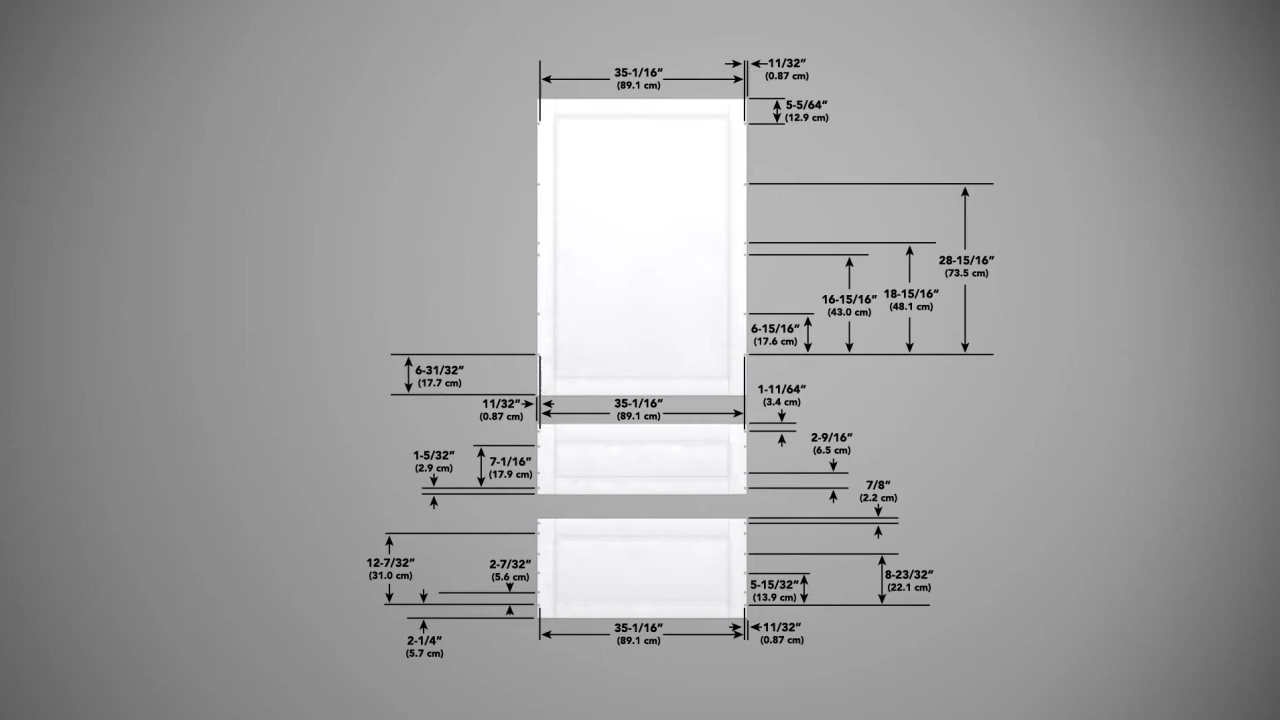 35-1/16”
(89.1 cm)
11/32”
(0.87 cm)
5-5/64”
(12.9 cm)
28-15/16”
(73.5 cm)
18-15/16”
(48.1 cm)
16-15/16”
(43.0 cm)
6-15/16”
(17.6 cm)
6-31/32”
(17.7 cm)
11/32”
(0.87 cm)
35-1/16”
(89.1 cm)
1-11/64”
(3.4 cm)
2-9/16”
(6.5 cm)
1-5/32”
(2.9 cm)
7-1/16”
(17.9 cm)
7/8”
(2.2 cm)
12-7/32”
(31.0 cm)
2-7/32”
(5.6 cm)
5-15/32”
(13.9 cm)
8-23/32”
(22.1 cm)
2-1/4”
(5.7 cm)
35-1/16”
(89.1 cm)
11/32”
(0.87 cm)